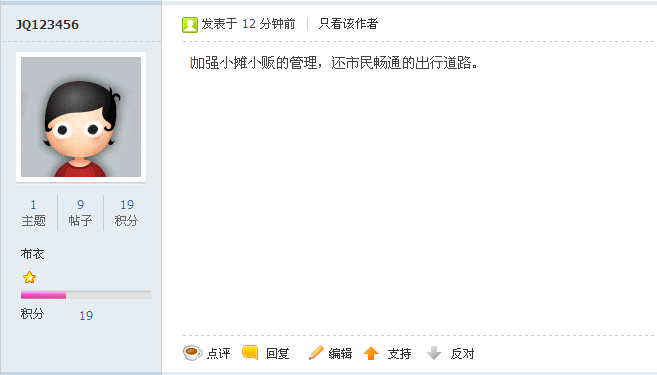 JQ123456
发表于 12 分钟前 | 只看该作者
加强小摊小贩的管理，还市民畅通的出行道路。
1 9 19
主题 帖子 积分
布衣
积分 19
点评 回复 编辑 支持 反对